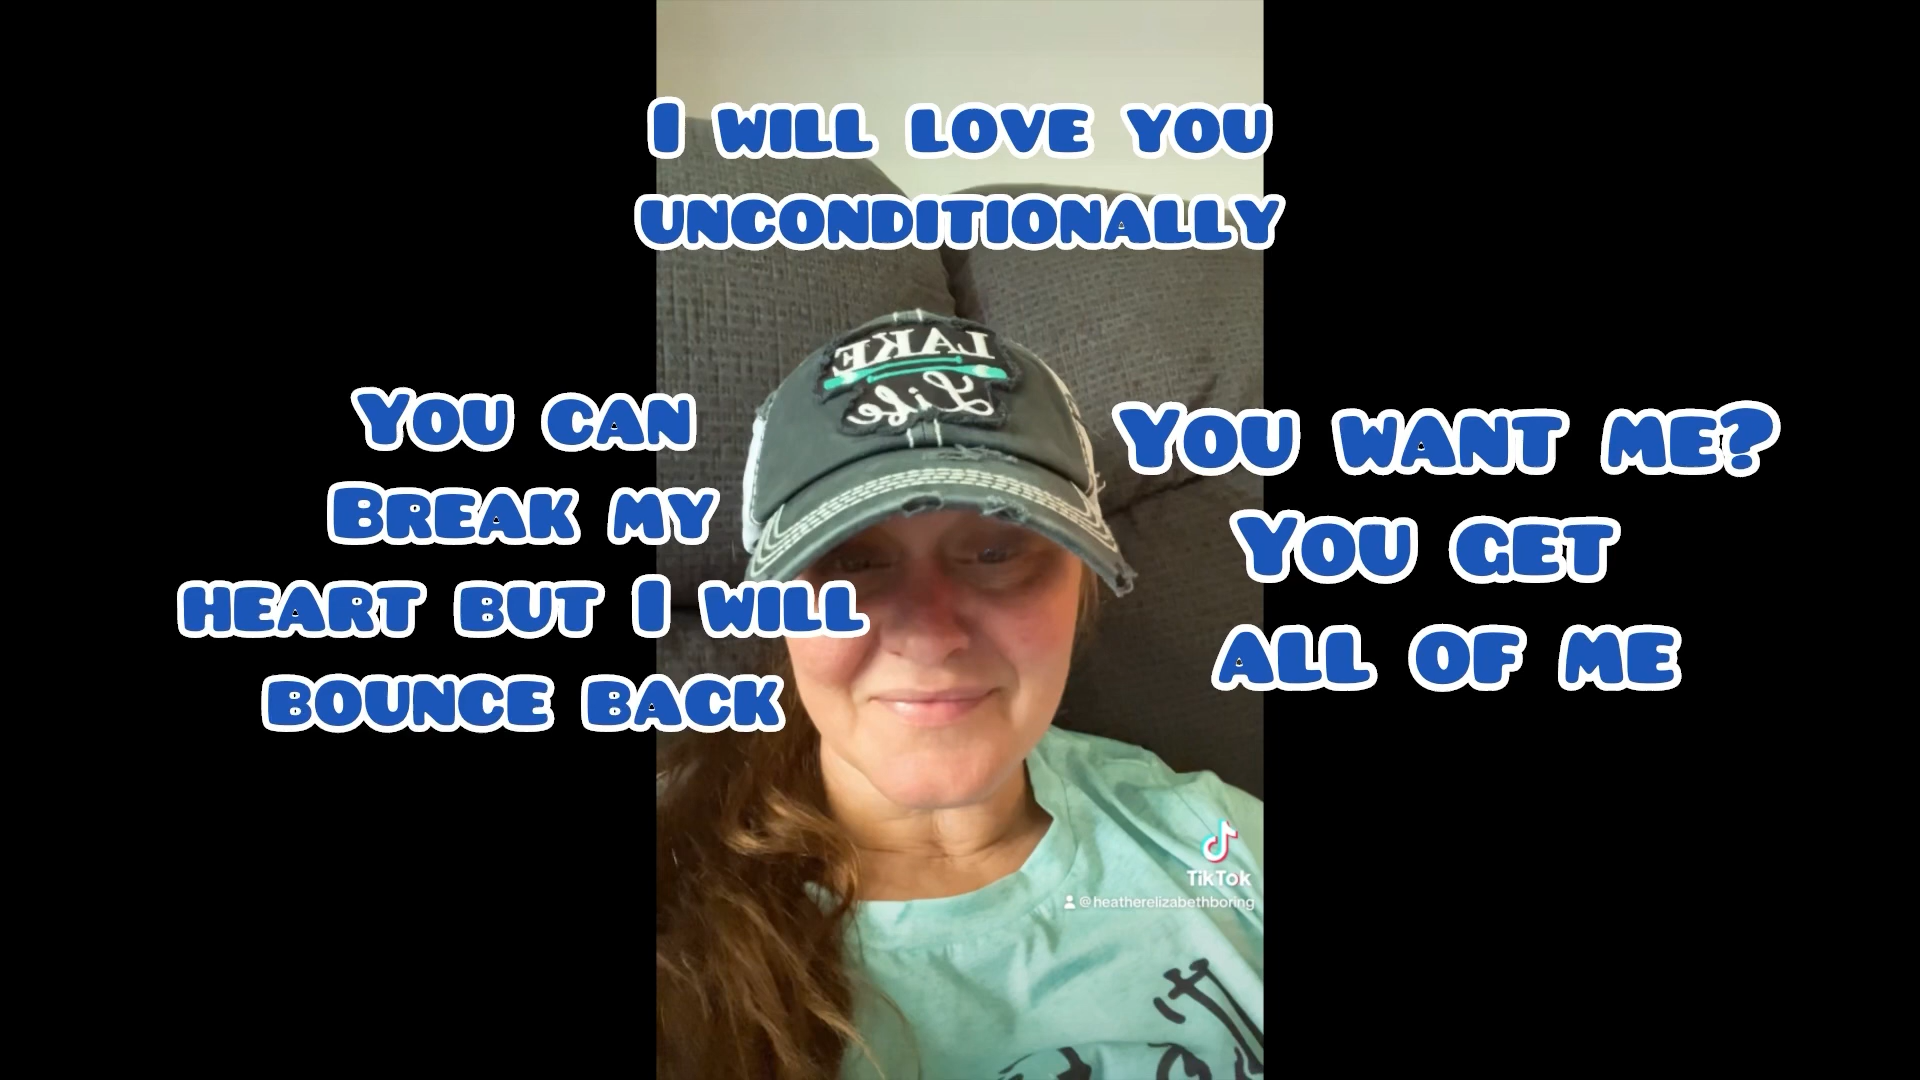 I will love you
unconditionally
You can
Break my
heart but I will
bounce back
You want me?
You get
all of me
LAKE
Life
TikTok
@heatherelizabethboring